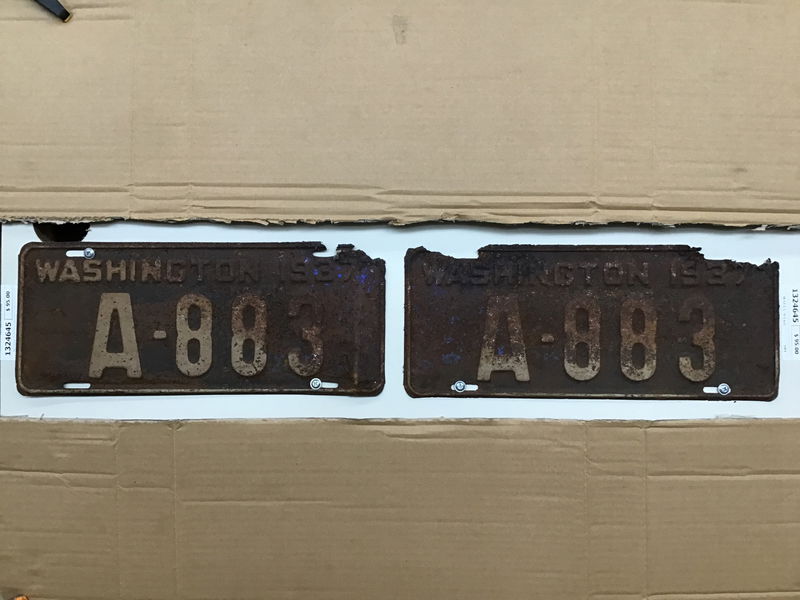 WASHINGTON 1937
A-883
WASHINGTON 1937
A-883
1324645
$ 95.00
1324645
$ 95.00